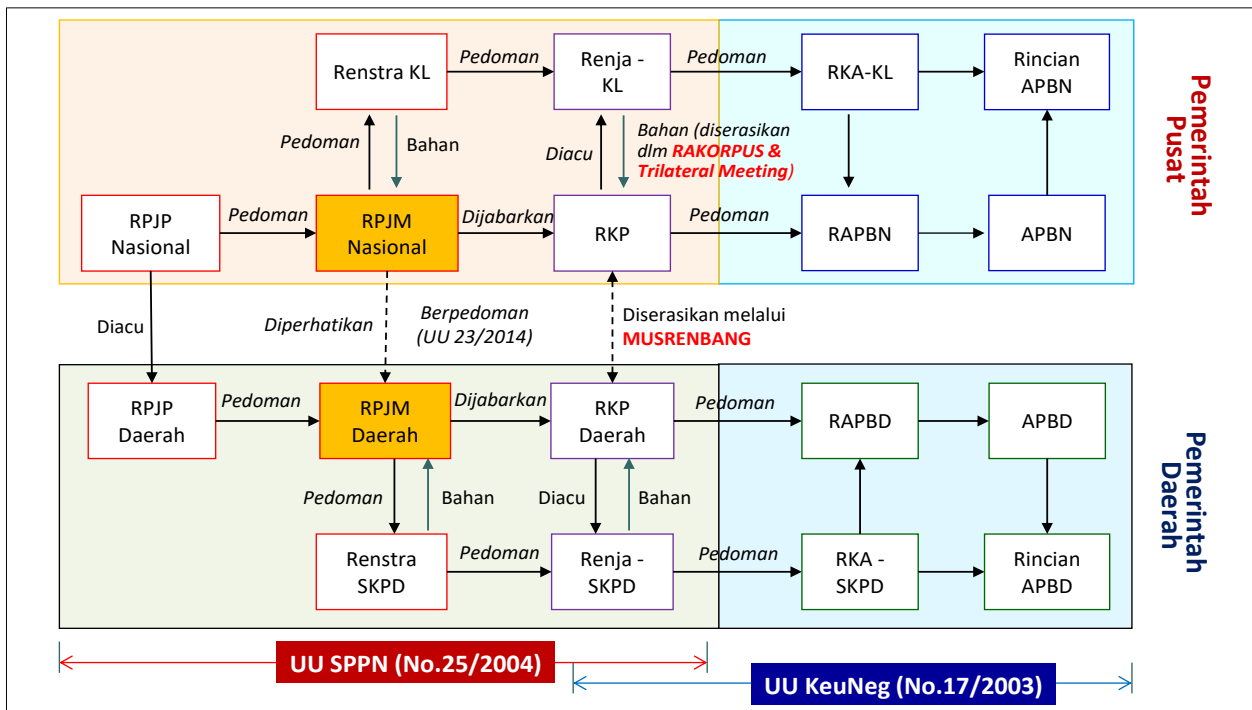 Pedoman
Pedoman
Renstra KL
Renja -
KL
RKA-KL
Rincian
APBN
Pemerintah
Pusat
Pedoman
Bahan
Diacu
Bahan (diserasikan
dlm RAKORPUS &
Trilateral Meeting)
RPJP
Nasional
Pedoman
RPJM
Nasional
Dijabarkan
RKP
Pedoman
RAPBN
APBN
Diacu
Diperhatikan
Berpedoman
(UU 23/2014)
Diserasikan melalui
MUSRENBANG
RPJP
Daerah
Pedoman
RPJM
Daerah
Dijabarkan
RKP
Daerah
Pedoman
RAPBD
APBD
Pemerintah
Daerah
Pedoman
Bahan
Diacu
Bahan
Renstra
SKPD
Pedoman
Renja -
SKPD
Pedoman
RKA -
SKPD
Rincian
APBD
UU SPPN (No.25/2004)
UU KeuNeg (No.17/2003)